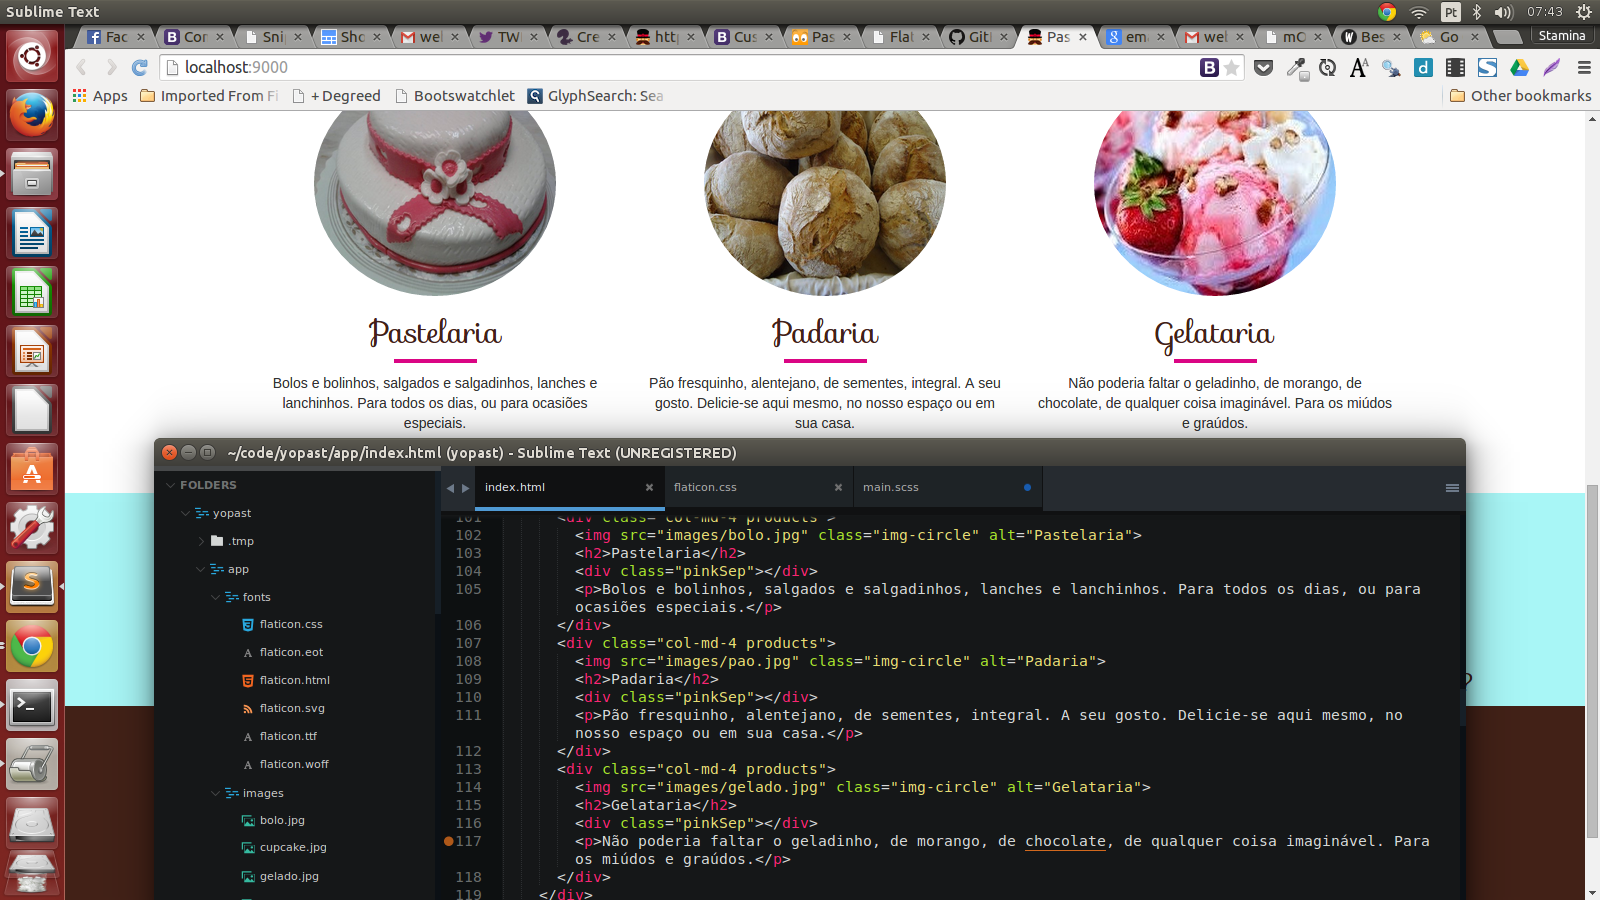 Sublime Text
Pt
07:43
Fac
Cor
Sni
Sho
wel
TWI
Cre
http
Cus
Pas
Flat
Git
Pas
ema
wel
mO
Bes
Go
Stamina
localhost:9000
Apps
Imported From Fi
+Degreed
Bootswatchlet
GlyphSearch: Sea
Other bookmarks
Pastelaria
Padaria
Gelataria
Bolos e bolinhos, salgados e salgadinhos, lanches e
lanchinhos. Para todos os dias, ou para ocasiões
especiais.
Pão fresquinho, alentejano, de sementes, integral. A seu
gosto. Delicie-se aqui mesmo, no nosso espaço ou em
sua casa.
Não poderia faltar o geladinho, de morango, de
chocolate, de qualquer coisa imaginável. Para os miúdos
e graúdos.
~/code/yopast/app/index.html (yopast) - Sublime Text (UNREGISTERED)
FOLDERS
yopast
.tmp
app
fonts
flaticon.css
flaticon.eot
flaticon.html
flaticon.svg
flaticon.ttf
flaticon.woff
images
bolo.jpg
cupcake.jpg
gelado.jpg
index.html
flaticon.css
main.scss
101 <div class="col-md-4 products">
102 <img src="images/bolo.jpg" class="img-circle" alt="Pastelaria">
103 <h2>Pastelaria</h2>
104 <div class="pinkSep"></div>
105 <p>Bolos e bolinhos, salgados e salgadinhos, lanches e lanchinhos. Para todos os dias, ou para
ocasiões especiais.</p>
106 </div>
107 <div class="col-md-4 products">
108 <img src="images/pao.jpg" class="img-circle" alt="Padaria">
109 <h2>Padaria</h2>
110 <div class="pinkSep"></div>
111 <p>Pão fresquinho, alentejano, de sementes, integral. A seu gosto. Delicie-se aqui mesmo, no
nosso espaço ou em sua casa.</p>
112 </div>
113 <div class="col-md-4 products">
114 <img src="images/gelado.jpg" class="img-circle" alt="Gelataria">
115 <h2>Gelataria</h2>
116 <div class="pinkSep"></div>
117 <p>Não poderia faltar o geladinho, de morango, de chocolate, de qualquer coisa imaginável. Para
os miúdos e graúdos.</p>
118 </div>
119 </div>
?